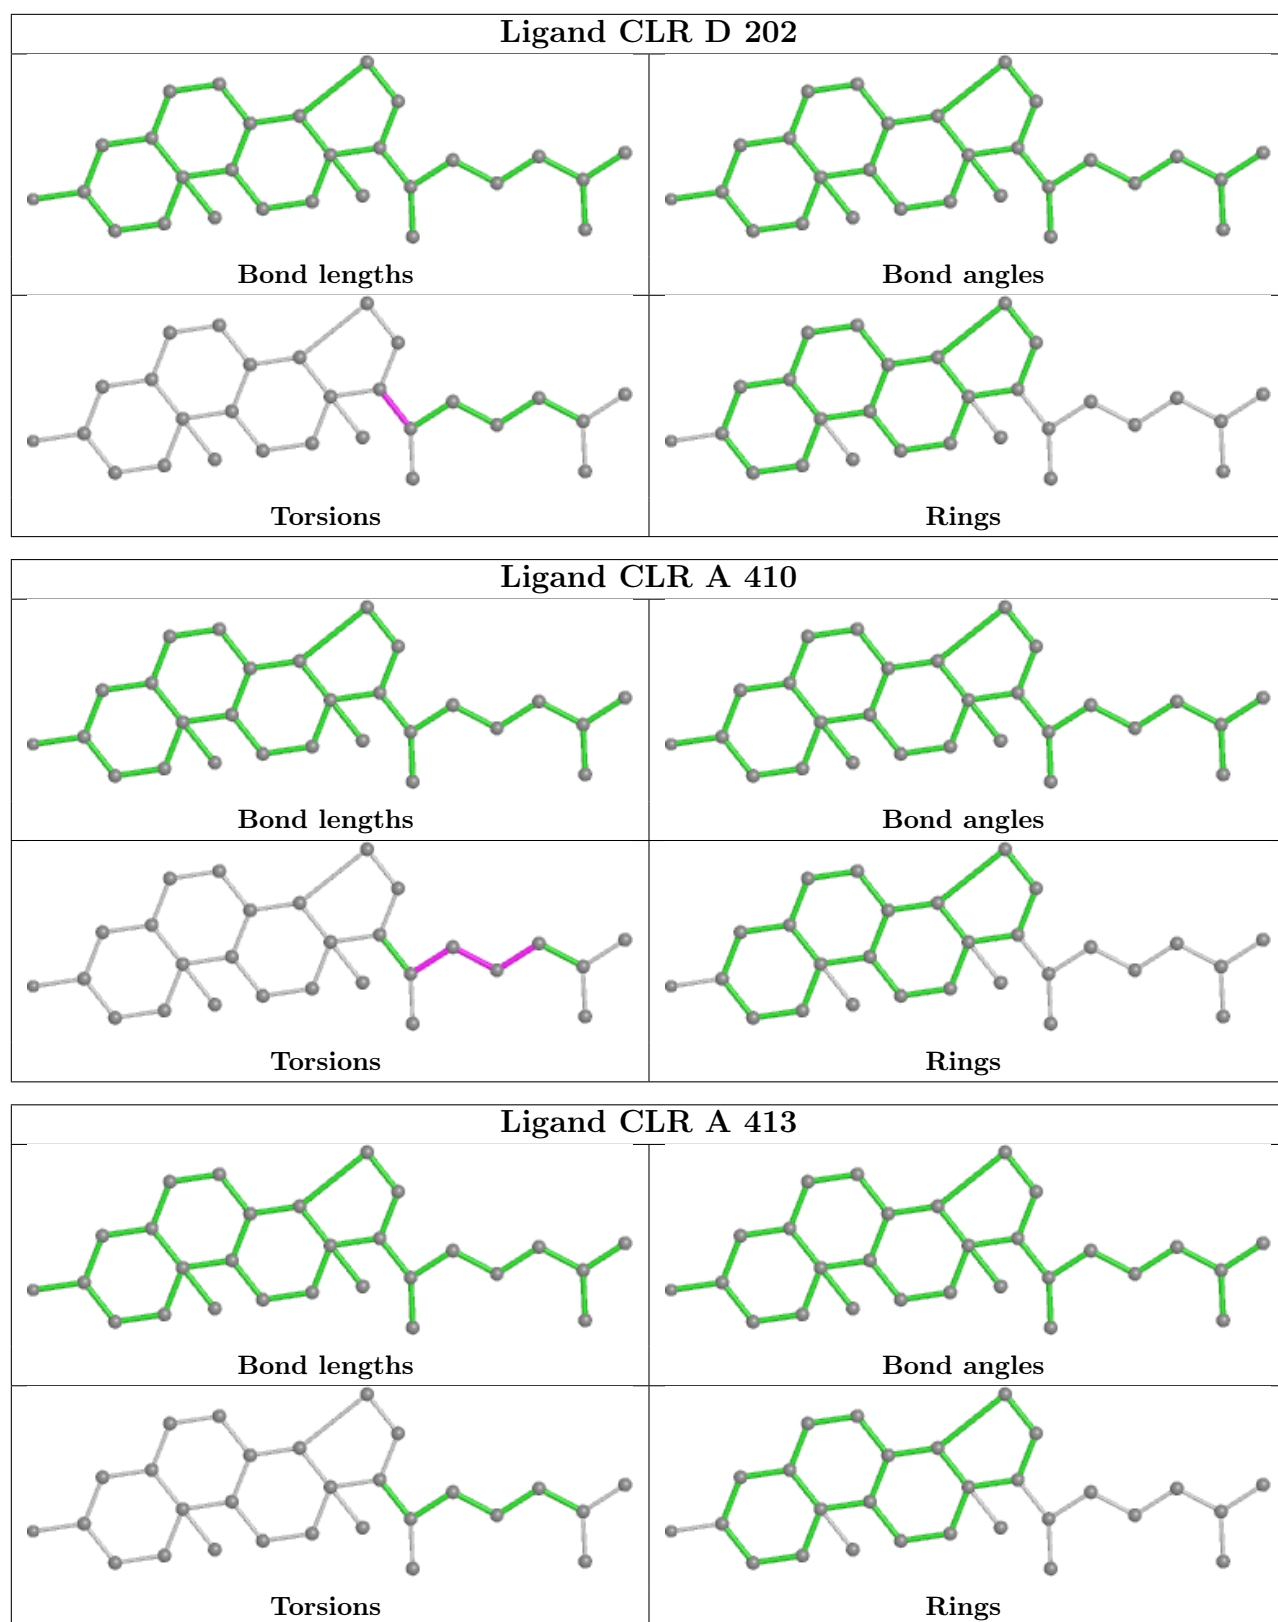 Ligand CLR D 202
Bond lengths
Bond angles
Torsions
Rings
Ligand CLR A 410
Bond lengths
Bond angles
Torsions
Rings
Ligand CLR A 413
Bond lengths
Bond angles
Torsions
Rings